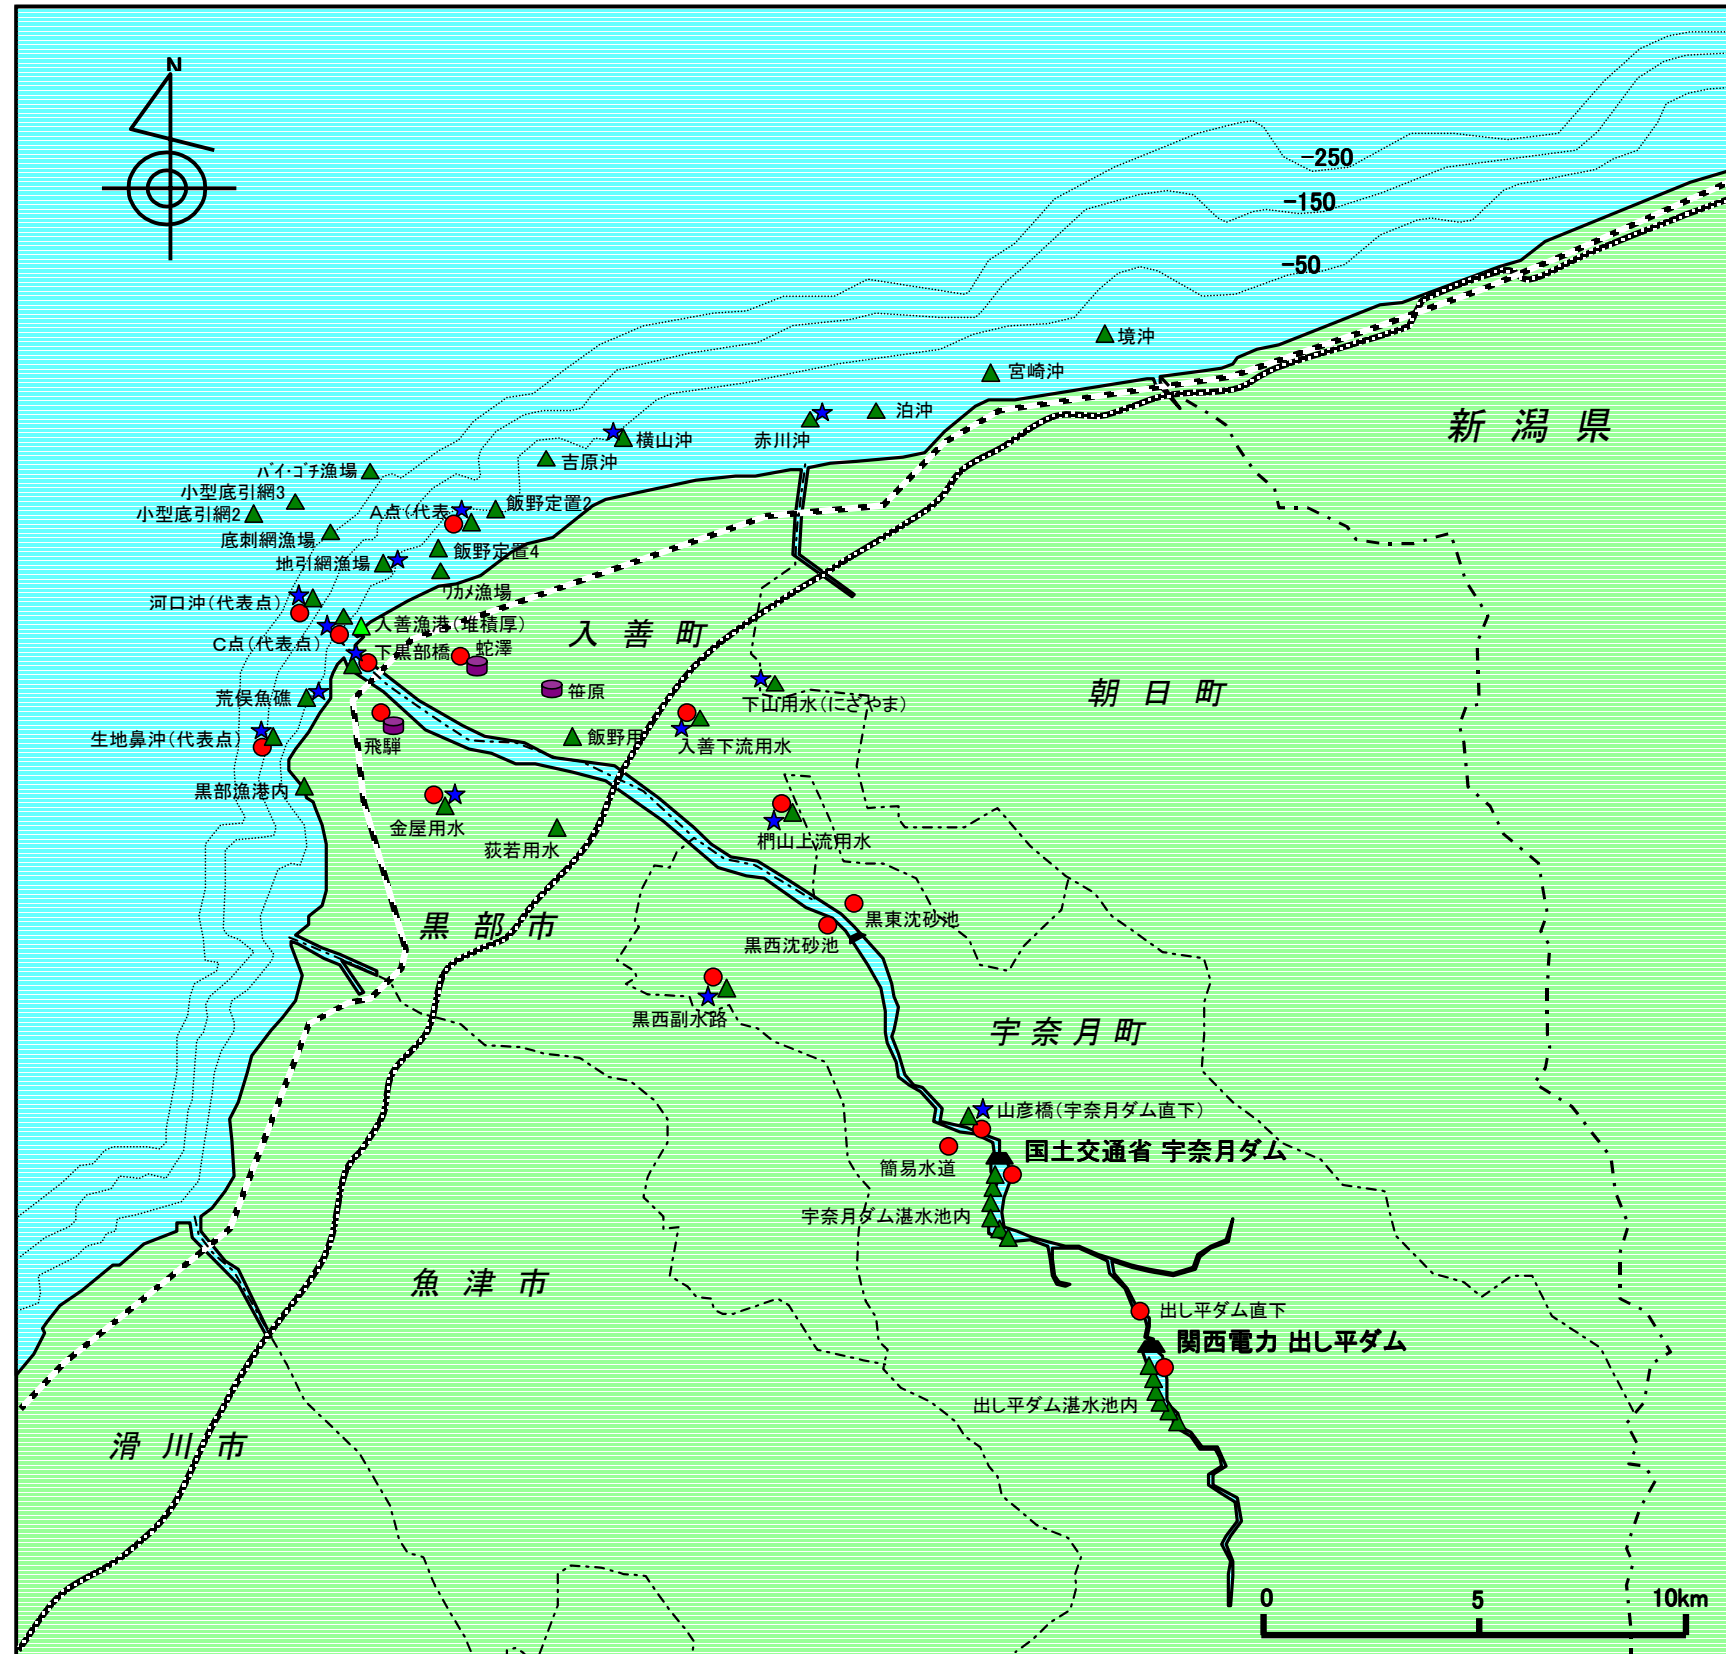 N
-250
-150
-50
境沖
宮崎沖
新潟県
泊沖
赤川沖
横山沖
吉原沖
バイ・ゴチ漁場
小型底引網3
小型底引網2
A点(代表
飯野定置2
底刺網漁場
飯野定置4
地引網漁場
ワカメ漁場
河口沖(代表点)
入善漁港(堆積厚)
入善町
C点(代表点)
下黒部橋
蛇澤
荒俣魚礁
笹原
朝日町
下山用水(にざやま)
生地鼻沖(代表点)
飛騨
飯野用
入善下流用水
黒部漁港内
金屋用水
荻若用水
椚山上流用水
黒部市
黒東沈砂池
黒西沈砂池
黒西副水路
宇奈月町
山彦橋(宇奈月ダム直下)
国土交通省 宇奈月ダム
簡易水道
宇奈月ダム湛水池内
魚津市
出し平ダム直下
関西電力 出し平ダム
出し平ダム湛水池内
滑川市
0 5 10km